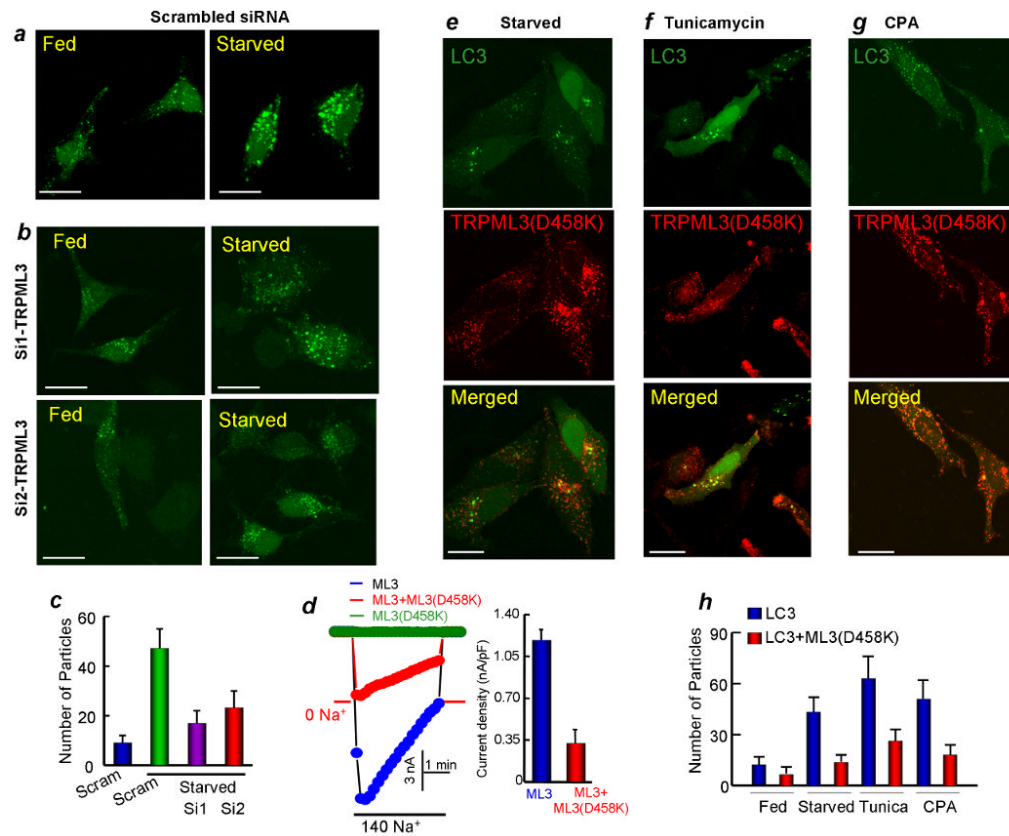 Scrambled siRNA
a
Fed
Starved
b
Si1-TRPML3
Fed
Starved
Si2-TRPML3
Fed
Starved
e
Starved
LC3
TRPML3(D458K)
Merged
f
Tunicamycin
LC3
TRPML3(D458K)
Merged
g
CPA
LC3
TRPML3(D458K)
Merged
c
Number of Particles
60
40
20
0
Scram
Scram
Si1
Si2
Starved
d
ML3
ML3+ML3(D458K)
ML3(D458K)
0 Na⁺
3 nA
1 min
140 Na⁺
Current density (nA/pF)
1.40
1.05
0.70
0.35
0
ML3
ML3+
ML3(D458K)
h
LC3
LC3+ML3(D458K)
Number of Particles
90
60
30
0
Fed
Starved
Tunica
CPA